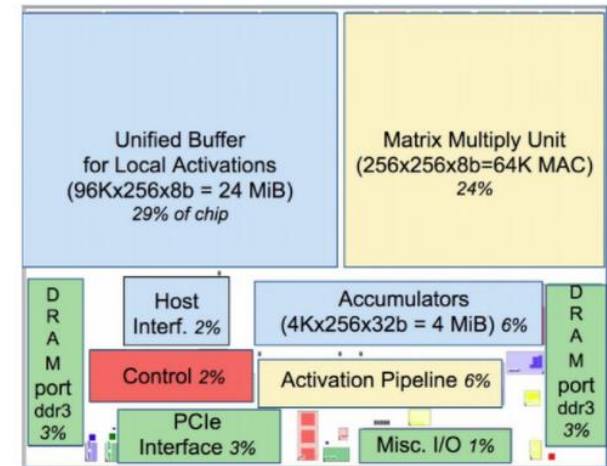 Unified Buffer
for Local Activations
(96Kx256x8b = 24 MiB)
29% of chip
Matrix Multiply Unit
(256x256x8b=64K MAC)
24%
D
R
A
M
port
ddr3
3%
Host
Interf. 2%
Accumulators
(4Kx256x32b = 4 MiB) 6%
D
R
A
M
port
ddr3
3%
Control 2%
Activation Pipeline 6%
PCIe
Interface 3%
Misc. I/O 1%